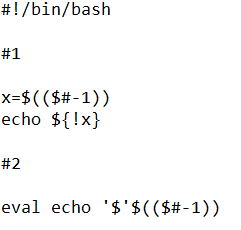 #!/bin/bash
#1
x=$(($#-1))
echo ${!x}
#2
eval echo '$'$(($#-1))